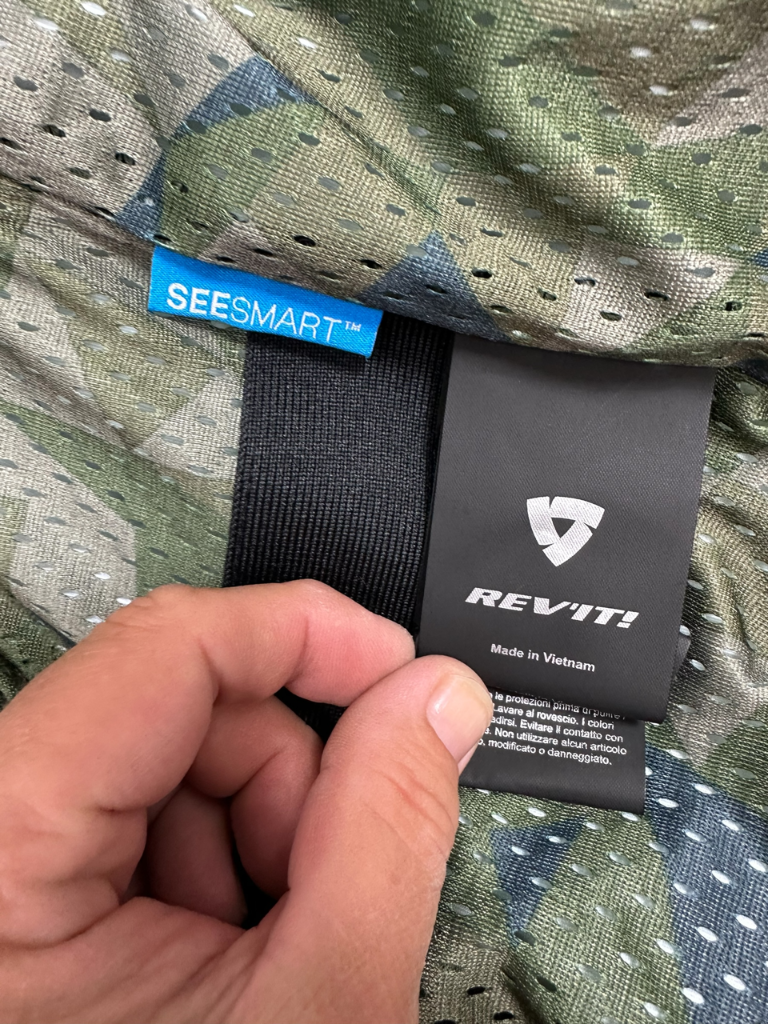 SEESMART™
REV'IT!
Made in Vietnam
le protezioni prima di pulire
Lavare al rovescio. I colori
Evitare il contatto con
Non utilizzare alcun articolo
modificato o danneggiato.